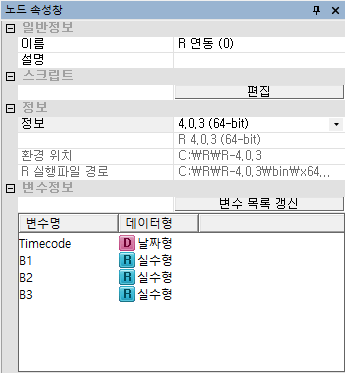 노드 속성창
일반정보
이름 R 연동 (0)
설명
스크립트
편집
정보
정보 4,0,3 (64-bit)
R 4,0,3 (64-bit)
환경 위치 C:₩R₩R-4,0,3
R 실행파일 경로 C:₩R₩R-4,0,3₩bin₩x64...
변수정보
변수 목록 갱신
변수명 데이터형
Timecode D 날짜형
B1 R 실수형
B2 R 실수형
B3 R 실수형